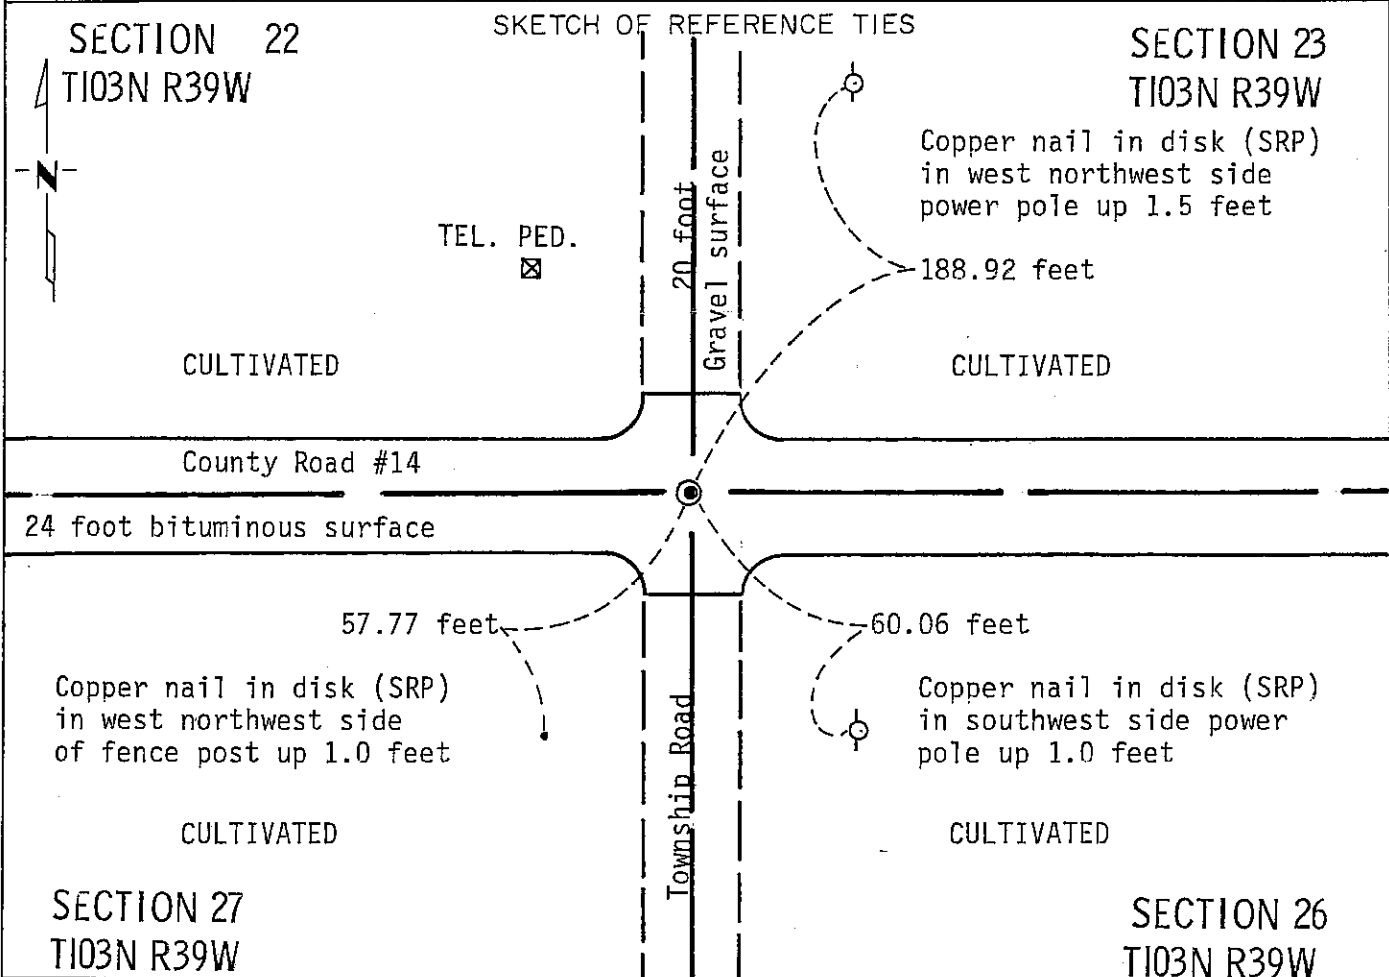 SKETCH OF REFERENCE TIES
SECTION 22
T103N R39W
SECTION 23
T103N R39W
N
Copper nail in disk (SRP)
in west northwest side
power pole up 1.5 feet
188.92 feet
TEL. PED.
20 foot
Gravel surface
CULTIVATED
CULTIVATED
County Road #14
24 foot bituminous surface
57.77 feet
60.06 feet
Copper nail in disk (SRP)
in west northwest side
of fence post up 1.0 feet
Township Road
Copper nail in disk (SRP)
in southwest side power
pole up 1.0 feet
CULTIVATED
CULTIVATED
SECTION 27
T103N R39W
SECTION 26
T103N R39W